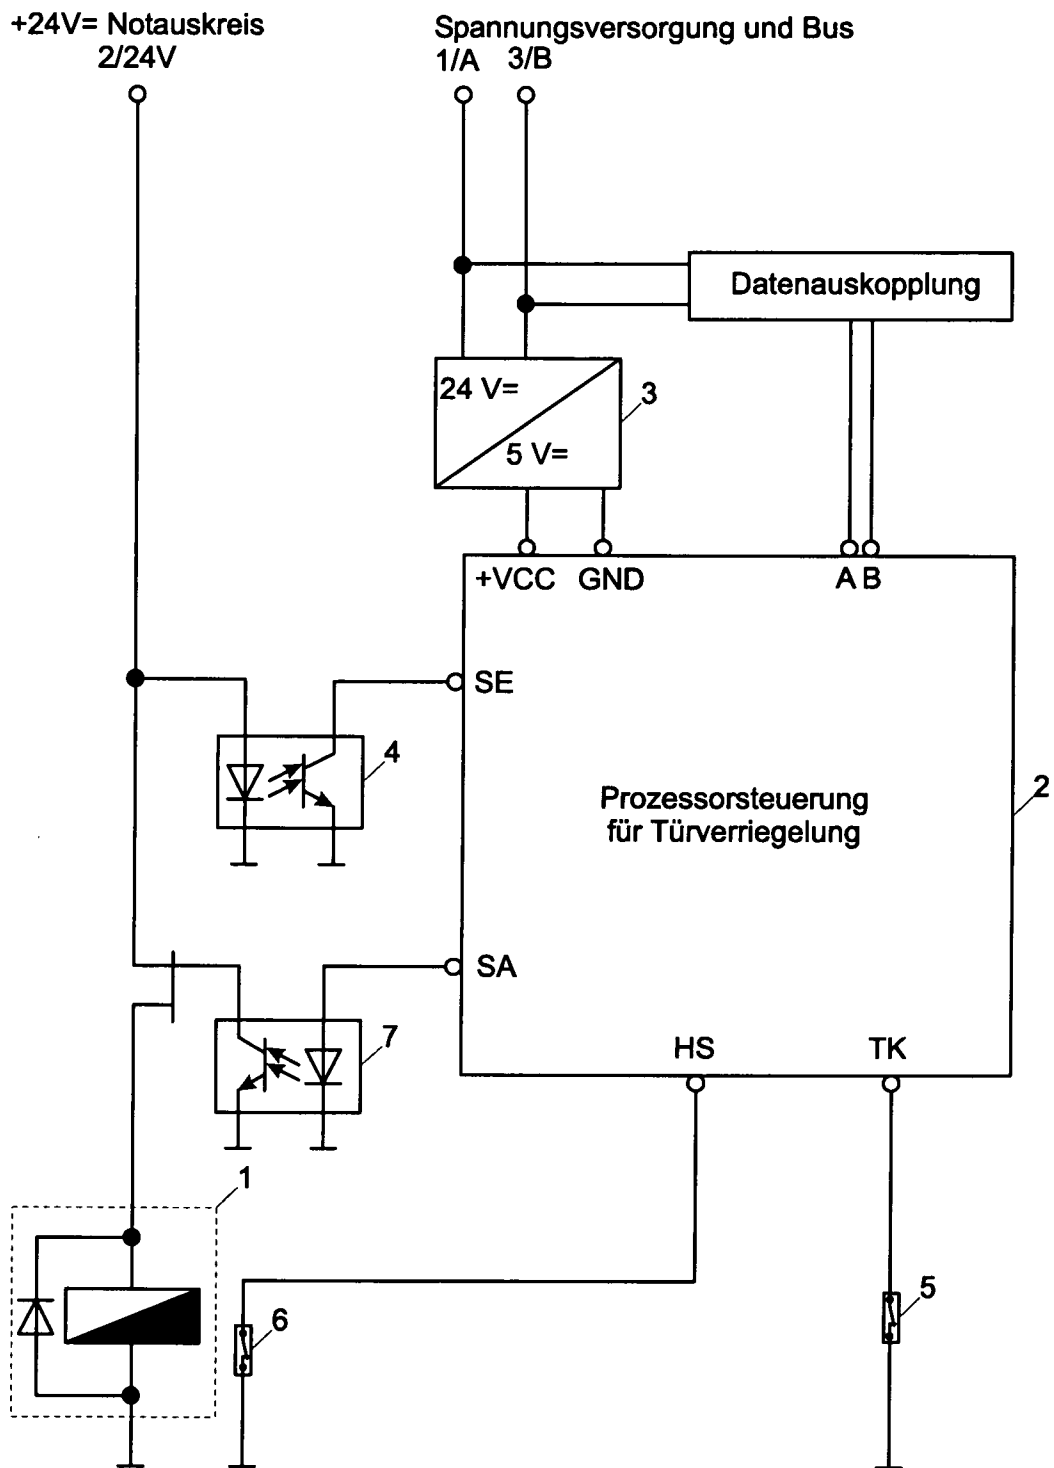 +24V= Notauskreis
2/24V
Spannungsversorgung und Bus
1/A 3/B
Datenauskopplung
24 V=
5 V=
3
+VCC GND A B
SE
4
Prozessorsteuerung
für Türverriegelung
2
SA
7
HS TK
1
6
5